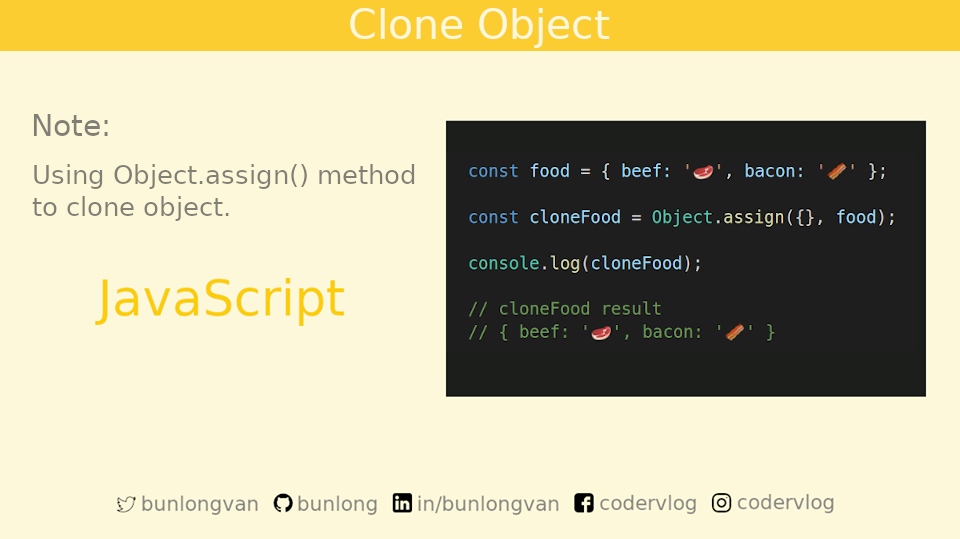 Clone Object
Note:
Using Object.assign() method
to clone object.
JavaScript
const food = { beef: '🥩', bacon: '🥓' };
const cloneFood = Object.assign({}, food);
console.log(cloneFood);
// cloneFood result
// { beef: '🥩', bacon: '🥓' }
bunlongvan bunlong in/bunlongvan codervlog codervlog